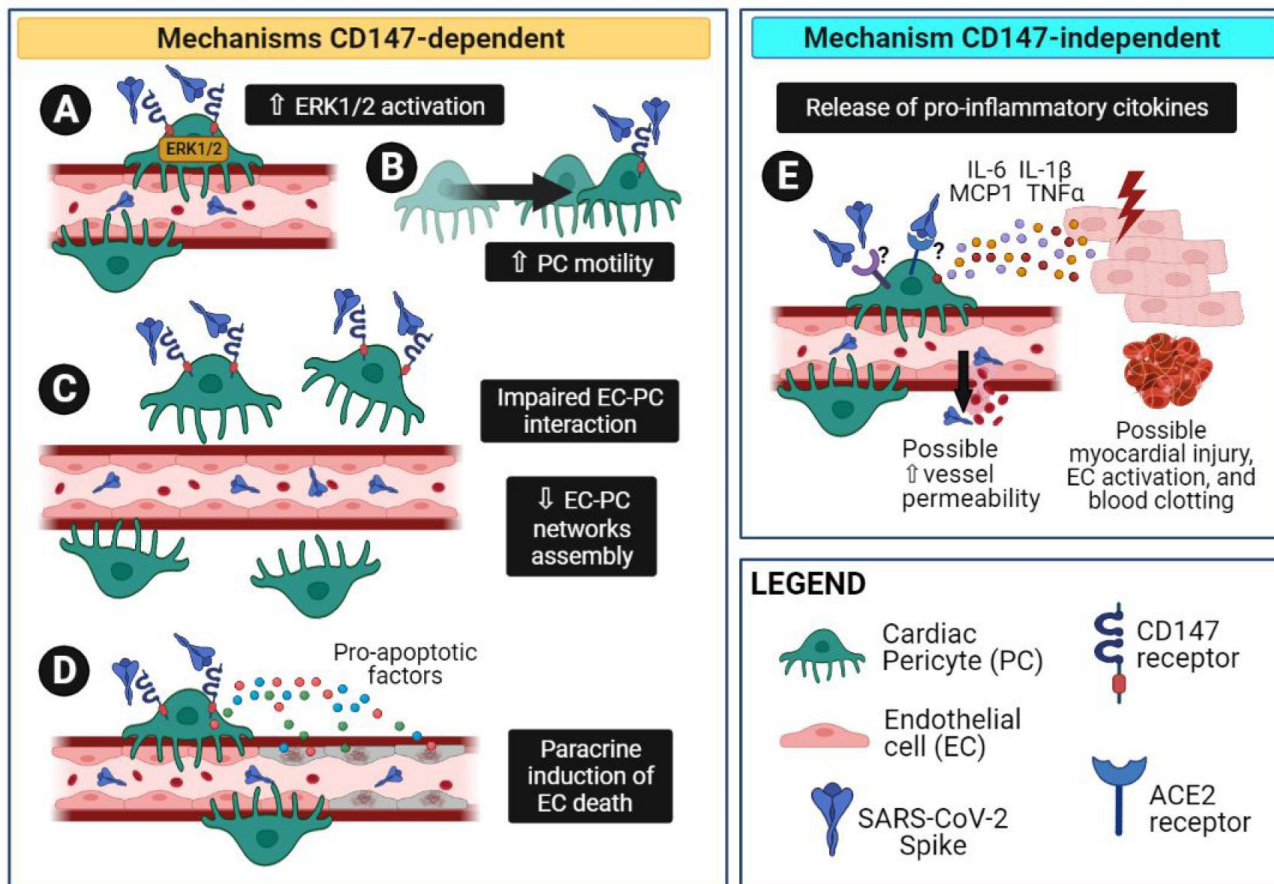 Mechanisms CD147-dependent
A
⇧ ERK1/2 activation
ERK1/2
B
⇧ PC motility
C
Impaired EC-PC
interaction
⇩ EC-PC
networks
assembly
D
Pro-apoptotic
factors
Paracrine
induction of
EC death
Mechanism CD147-independent
Release of pro-inflammatory citokines
E
IL-6 IL-1β
MCP1 TNFα
?
?
Possible
⇧vessel
permeability
Possible
myocardial injury,
EC activation, and
blood clotting
LEGEND
Cardiac
Pericyte (PC)
CD147
receptor
Endothelial
cell (EC)
SARS-CoV-2
Spike
ACE2
receptor